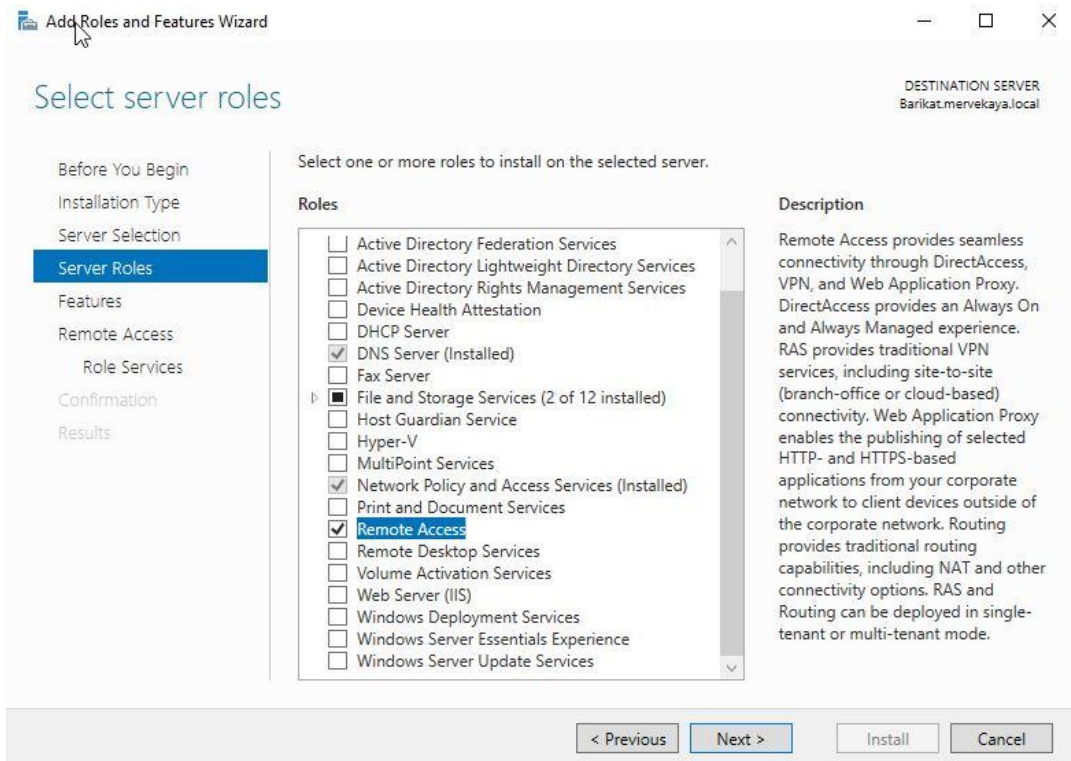 Add Roles and Features Wizard
Select server roles
DESTINATION SERVER
Barikat.mervekaya.local
Before You Begin
Installation Type
Server Selection
Server Roles
Features
Remote Access
Role Services
Confirmation
Results
Select one or more roles to install on the selected server.
Roles
Active Directory Federation Services
Active Directory Lightweight Directory Services
Active Directory Rights Management Services
Device Health Attestation
DHCP Server
DNS Server (Installed)
Fax Server
File and Storage Services (2 of 12 installed)
Host Guardian Service
Hyper-V
MultiPoint Services
Network Policy and Access Services (Installed)
Print and Document Services
Remote Access
Remote Desktop Services
Volume Activation Services
Web Server (IIS)
Windows Deployment Services
Windows Server Essentials Experience
Windows Server Update Services
Description
Remote Access provides seamless
connectivity through DirectAccess,
VPN, and Web Application Proxy.
DirectAccess provides an Always On
and Always Managed experience.
RAS provides traditional VPN
services, including site-to-site
(branch-office or cloud-based)
connectivity. Web Application Proxy
enables the publishing of selected
HTTP- and HTTPS-based
applications from your corporate
network to client devices outside of
the corporate network. Routing
provides traditional routing
capabilities, including NAT and other
connectivity options. RAS and
Routing can be deployed in single-
tenant or multi-tenant mode.
< Previous
Next >
Install
Cancel